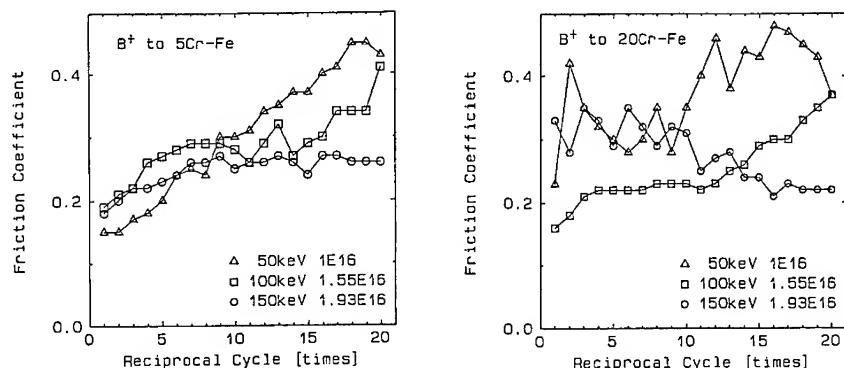 B+ to 5Cr-Fe
Friction Coefficient
0.4
0.2
0.0
△ 50keV 1E16
□ 100keV 1.55E16
○ 150keV 1.93E16
0 5 10 15 20
Reciprocal Cycle [times]
B+ to 20Cr-Fe
Friction Coefficient
0.4
0.2
0.0
△ 50keV 1E16
□ 100keV 1.55E16
○ 150keV 1.93E16
0 5 10 15 20
Reciprocal Cycle [times]